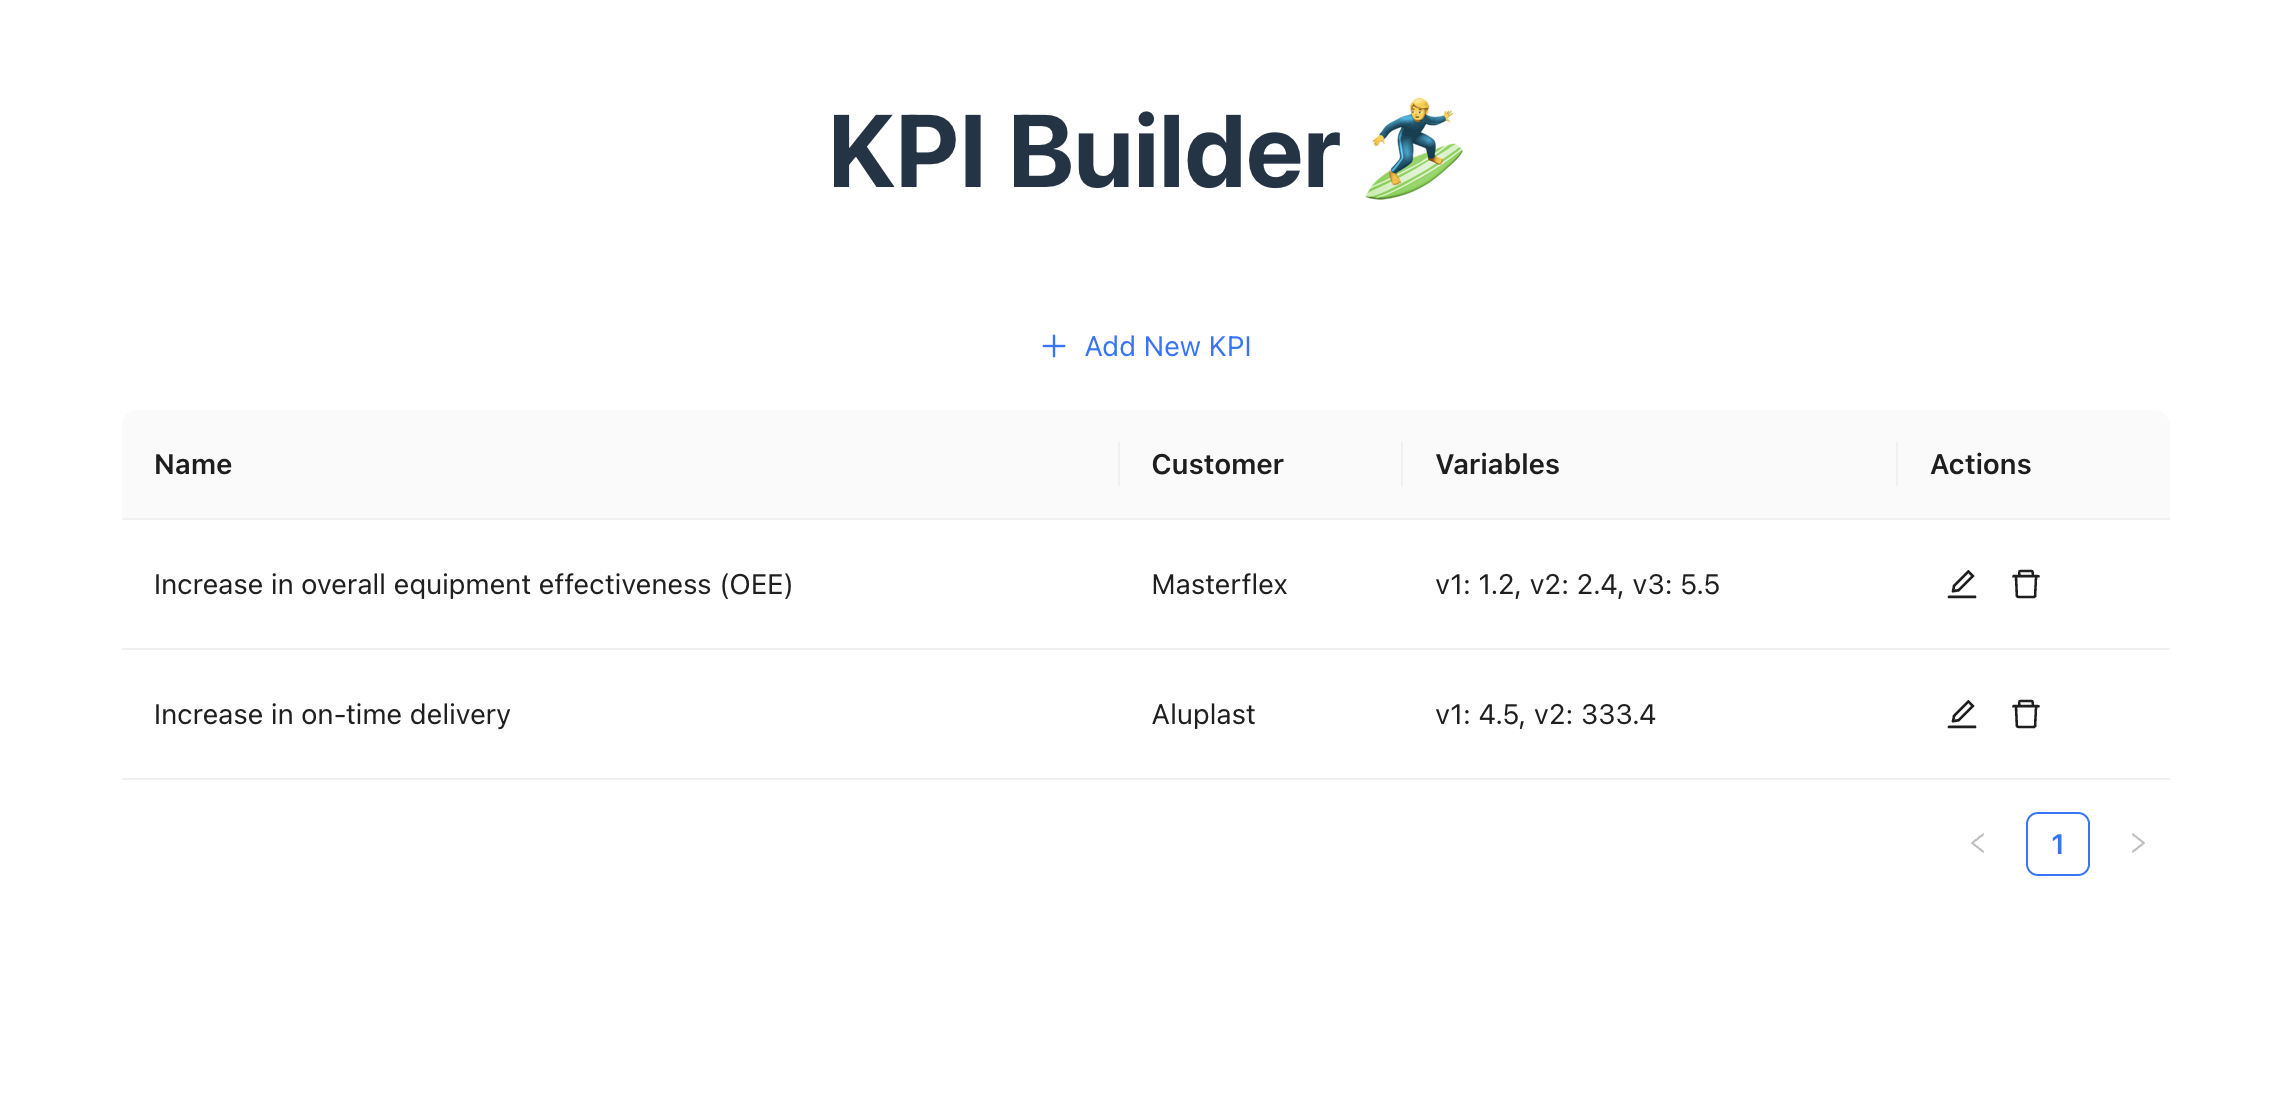 KPI Builder 🏄‍♂️
+ Add New KPI
Name Customer Variables Actions
Increase in overall equipment effectiveness (OEE) Masterflex v1: 1.2, v2: 2.4, v3: 5.5
Increase in on-time delivery Aluplast v1: 4.5, v2: 333.4
< 1 >